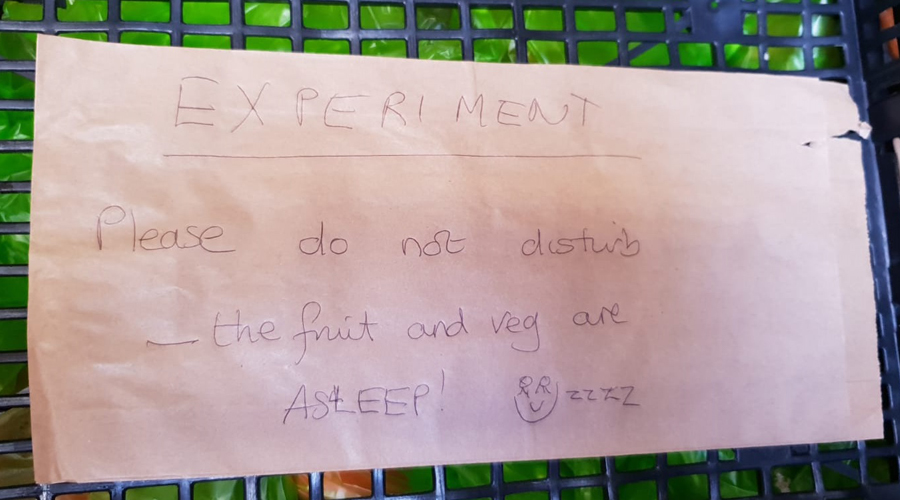 EXPERIMENT
Please do not disturb
— the fruit and veg are
ASLEEP! zzzz